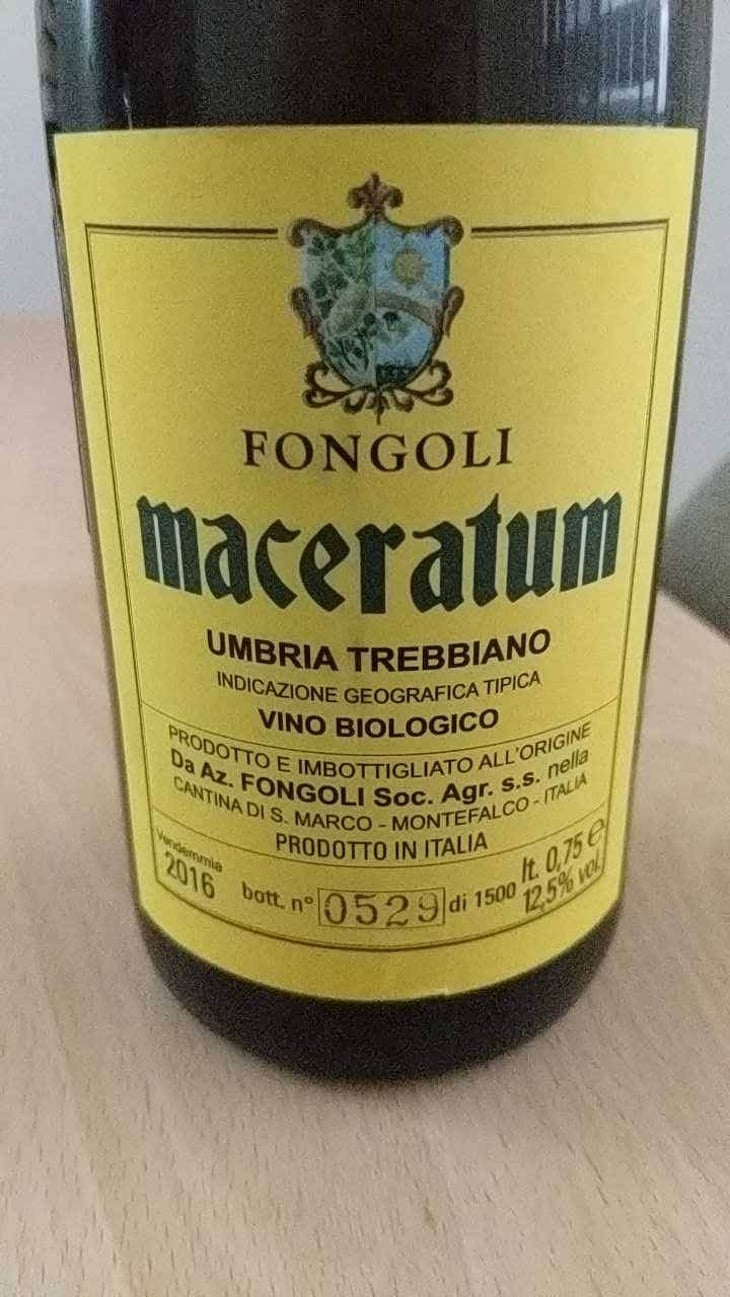 FONGOLI
maceratum
UMBRIA TREBBIANO
INDICAZIONE GEOGRAFICA TIPICA
VINO BIOLOGICO
PRODOTTO E IMBOTTIGLIATO ALL'ORIGINE
Da Az. FONGOLI Soc. Agr. s.s. nella
CANTINA DI S. MARCO - MONTEFALCO - ITALIA
PRODOTTO IN ITALIA
Vendemmia
2016
bott. n° 0529 di 1500
lt. 0,75 e
12,5% vol.